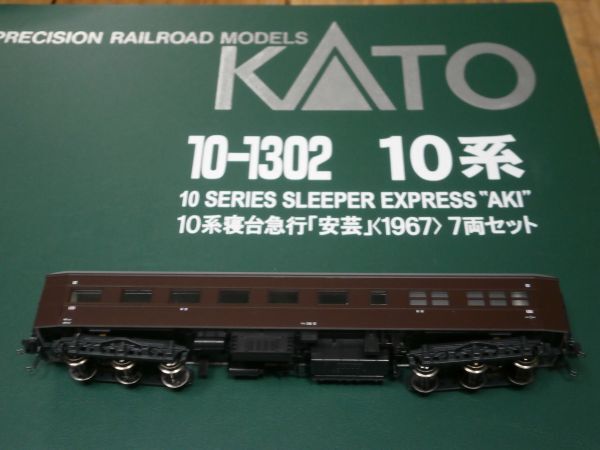 PRECISION RAILROAD MODELS
KATO
10-1302 10系
10 SERIES SLEEPER EXPRESS "AKI"
10系寝台急行「安芸」〈1967〉 7両セット